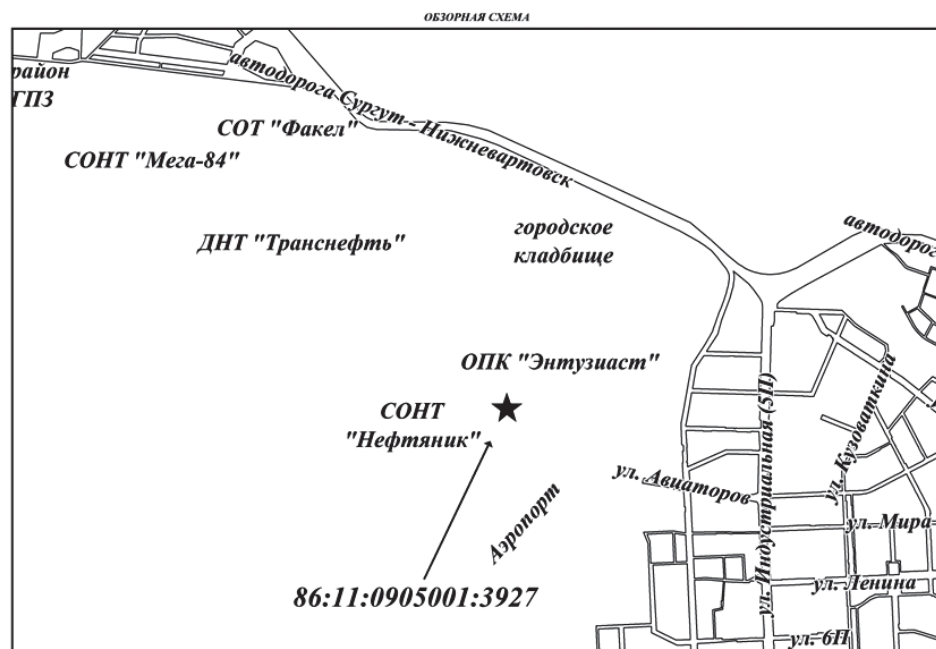 ОБЗОРНАЯ СХЕМА
район
ГПЗ
автодорога Сургут - Нижневартовск
СОТ "Факел"
СОНТ "Мега-84"
ДНТ "Транснефть"
городское
кладбище
автодорог
ОПК "Энтузиаст"
СОНТ
"Нефтяник"
ул. Индустриальная (5П)
ул. Кузоваткина
ул. Авиаторов
Аэропорт
ул. Мира
ул. Ленина
86:11:0905001:3927
ул. 6П